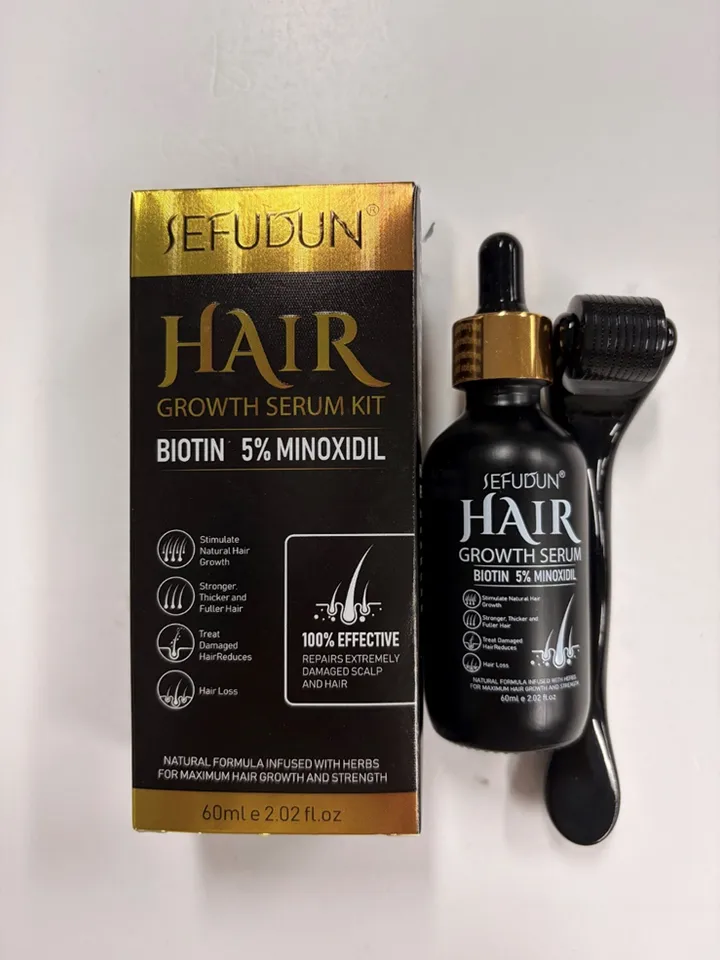 SEFUDUN®
HAIR
GROWTH SERUM KIT
BIOTIN 5% MINOXIDIL
Stimulate
Natural Hair
Growth
Stronger,
Thicker and
Fuller Hair
Treat
Damaged
HairReduces
Hair Loss
100% EFFECTIVE
REPAIRS EXTREMELY
DAMAGED SCALP
AND HAIR
NATURAL FORMULA INFUSED WITH HERBS
FOR MAXIMUM HAIR GROWTH AND STRENGTH
60ml e 2.02 fl.oz
SEFUDUN®
HAIR
GROWTH SERUM
BIOTIN 5% MINOXIDIL
Stimulate Natural Hair
Growth
Stronger, Thicker and
Fuller Hair
Treat Damaged
HairReduces
Hair Loss
NATURAL FORMULA INFUSED WITH HERBS
FOR MAXIMUM HAIR GROWTH AND STRENGTH
60ml e 2.02 fl.oz